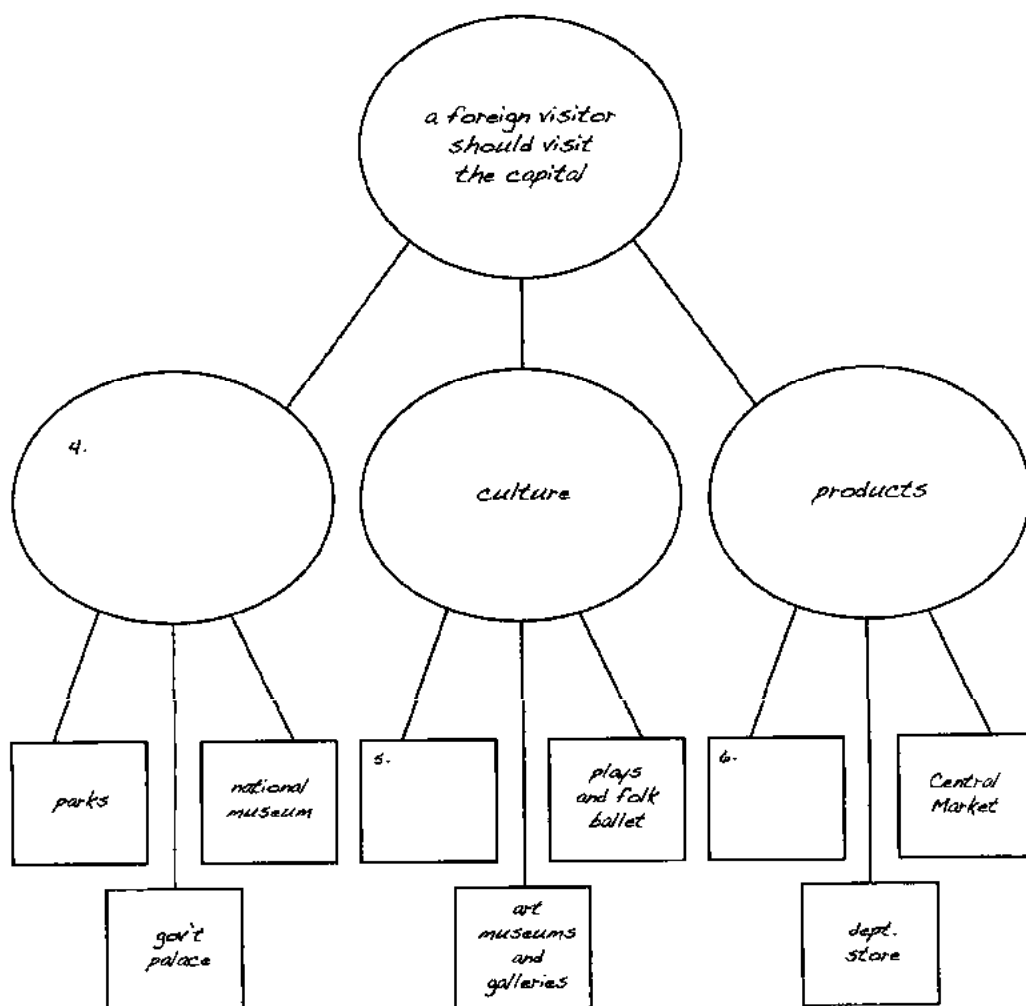 a foreign visitor
should visit
the capital
4.
culture
products
parks
national
museum
5.
plays
and folk
ballet
6.
Central
Market
gov't
palace
art
museums
and
galleries
dept.
store